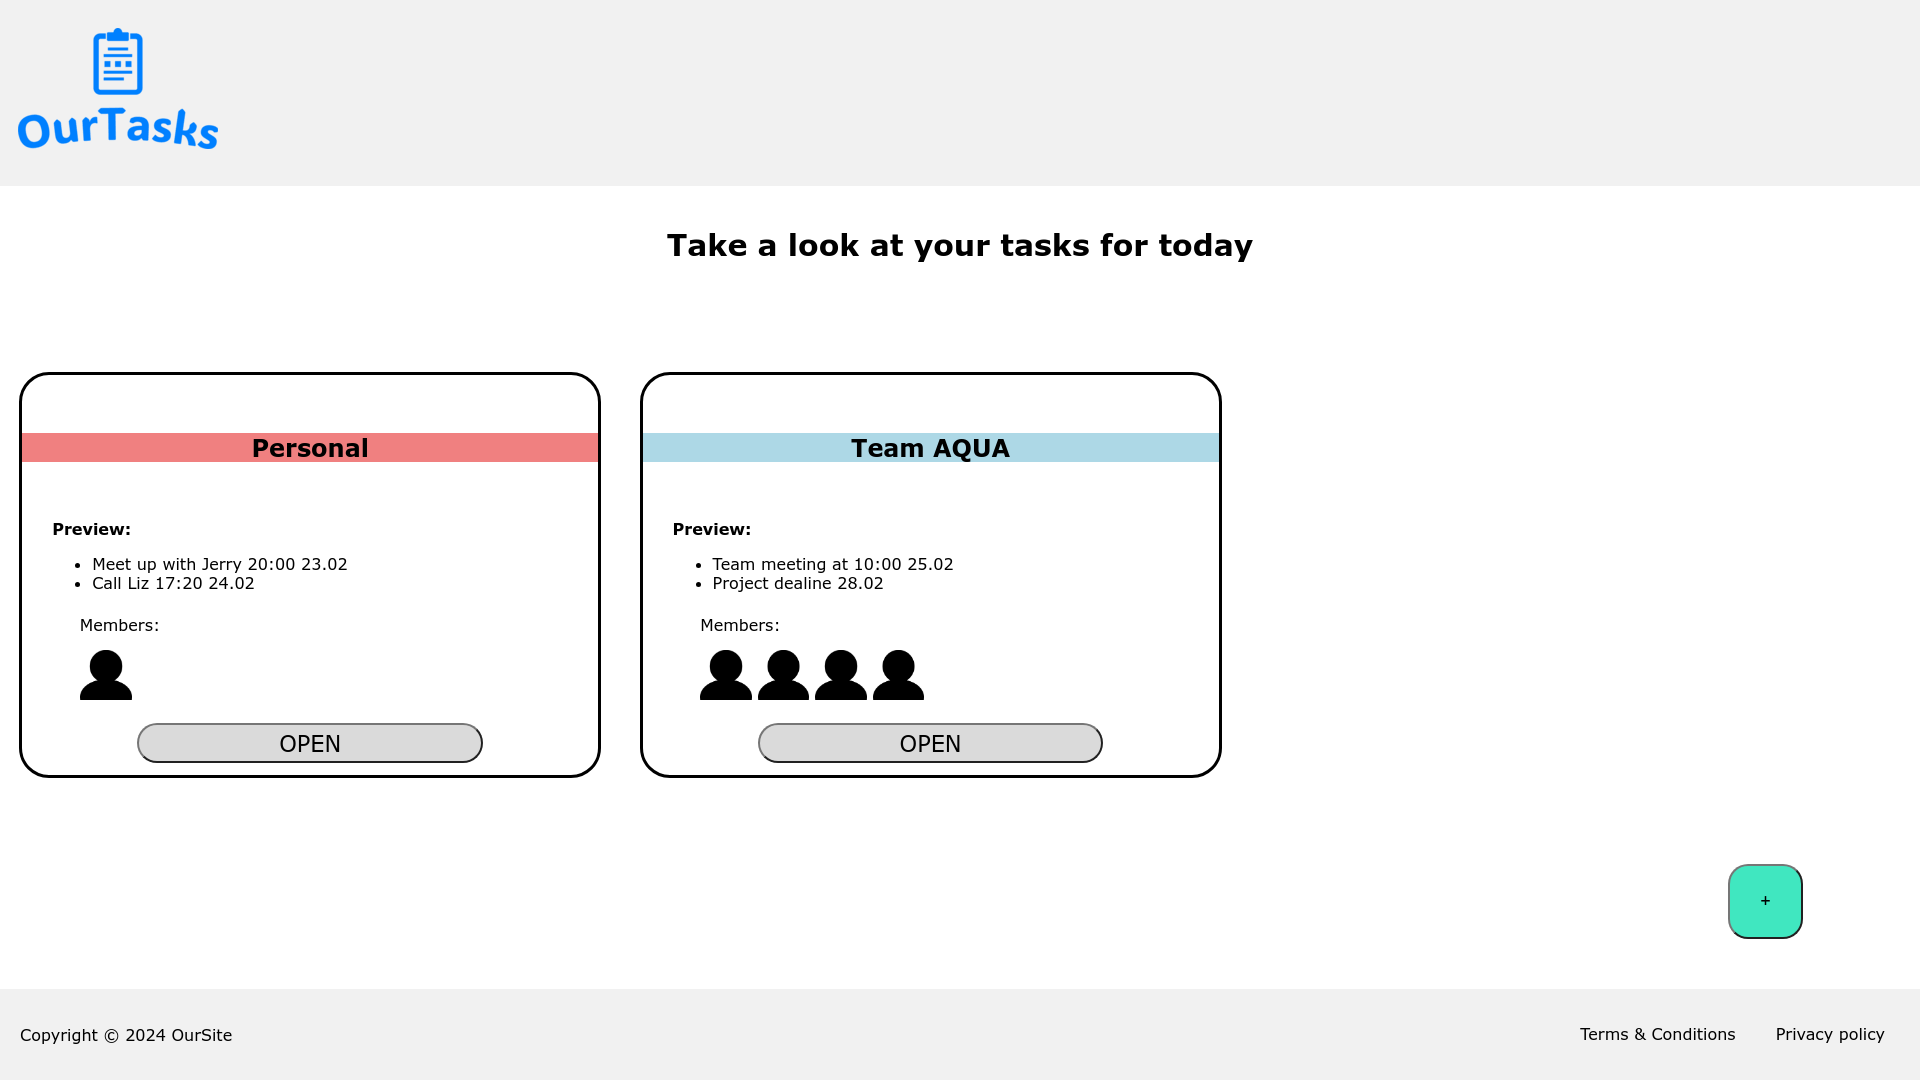 OurTasks
Take a look at your tasks for today
Personal
Preview:
• Meet up with Jerry 20:00 23.02
• Call Liz 17:20 24.02
Members:
OPEN
Team AQUA
Preview:
• Team meeting at 10:00 25.02
• Project dealine 28.02
Members:
OPEN
+
Copyright © 2024 OurSite
Terms & Conditions
Privacy policy